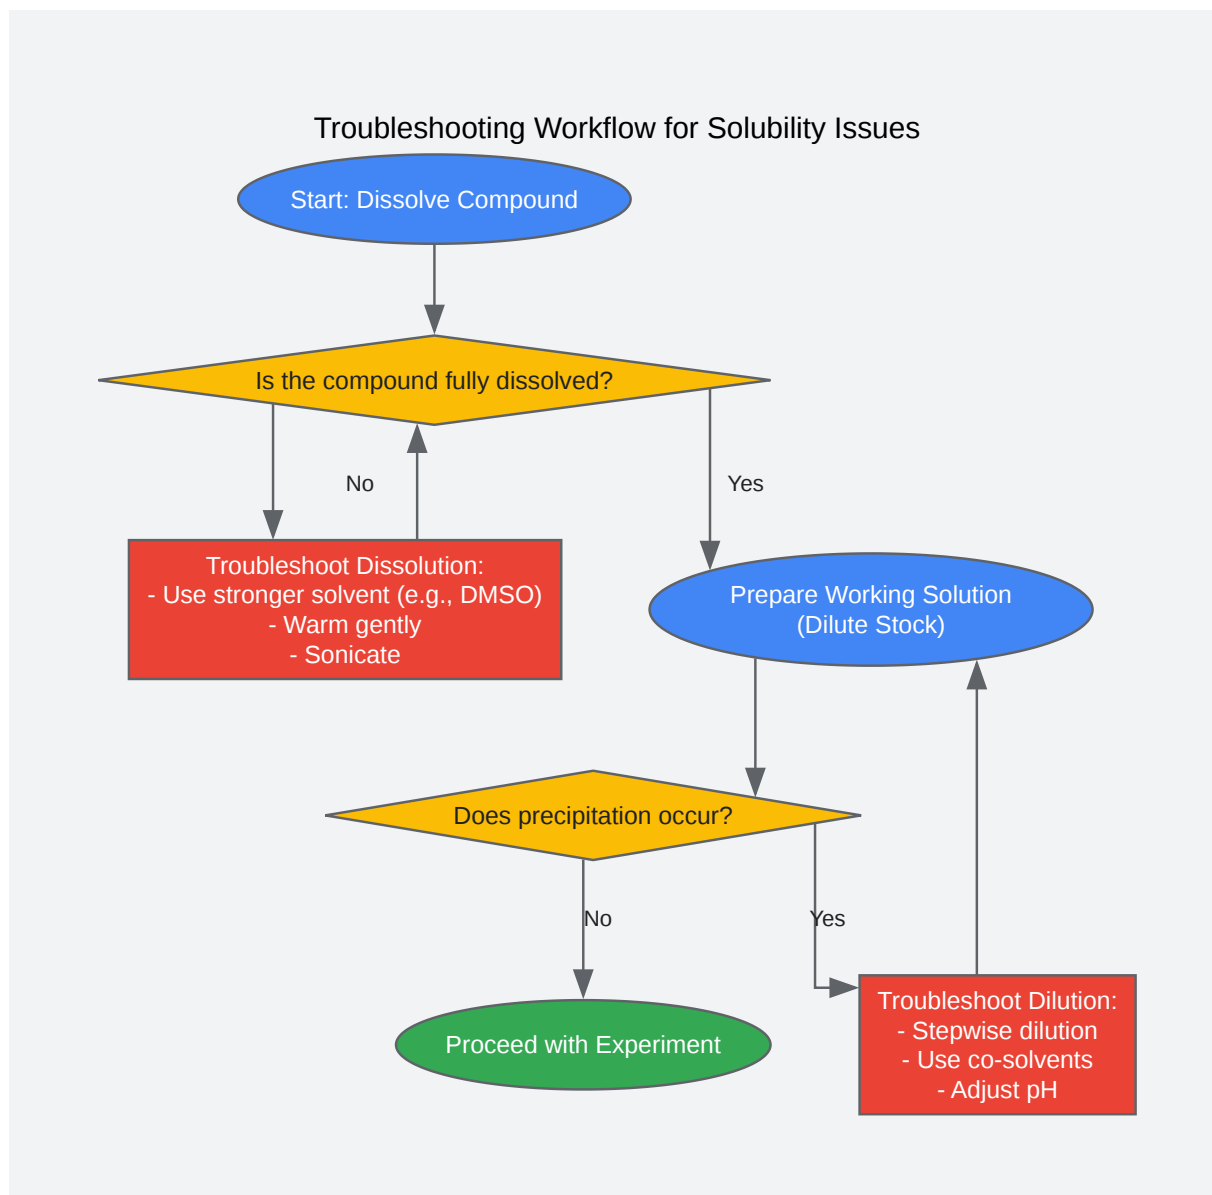 Troubleshooting Workflow for Solubility Issues
Start: Dissolve Compound
Is the compound fully dissolved?
No
Yes
Troubleshoot Dissolution:
- Use stronger solvent (e.g., DMSO)
- Warm gently
- Sonicate
Prepare Working Solution
(Dilute Stock)
Does precipitation occur?
No
Yes
Proceed with Experiment
Troubleshoot Dilution:
- Stepwise dilution
- Use co-solvents
- Adjust pH